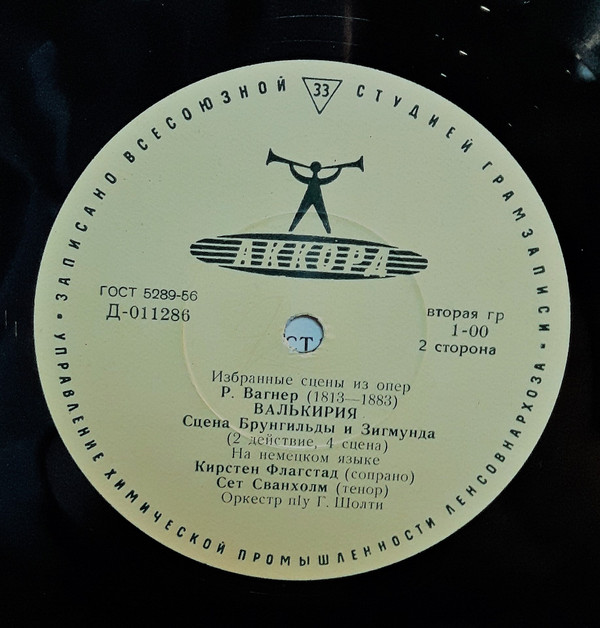 ЗАПИСАНО ВСЕСОЮЗНОЙ СТУДИЕЙ ГРАМЗАПИСИ
33
АККОРД
ГОСТ 5289-56
Д-011286
вторая гр
1-00
2 сторона
СТ
Избранные сцены из опер
Р. Вагнер (1813—1883)
ВАЛЬКИРИЯ
Сцена Брунгильды и Зигмунда
(2 действие, 4 сцена)
На немецком языке
Кирстен Флагстад (сопрано)
Сет Сванхолм (тенор)
Оркестр п/у Г. Шолти
УПРАВЛЕНИЕ ХИМИЧЕСКОЙ ПРОМЫШЛЕННОСТИ ЛЕНСОВНАРХОЗА